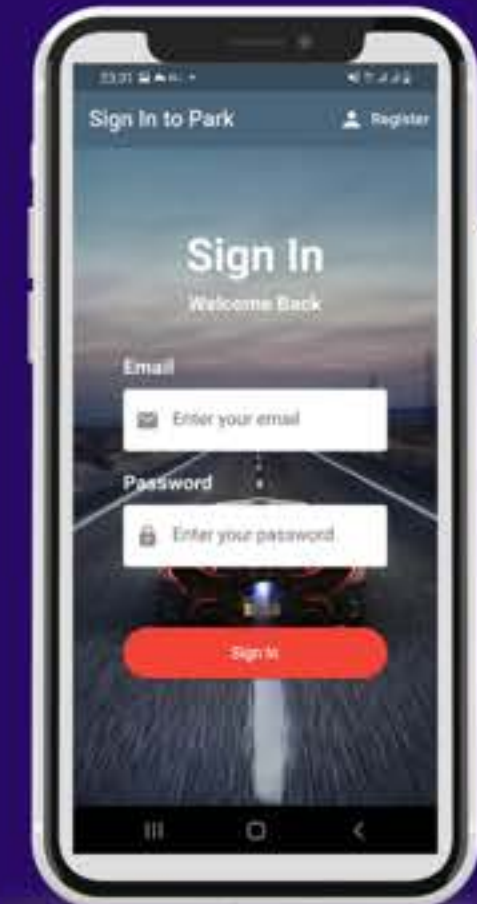 Sign In to Park
Register
Sign In
Welcome Back
Email
Enter your email
Password
Enter your password
Sign In